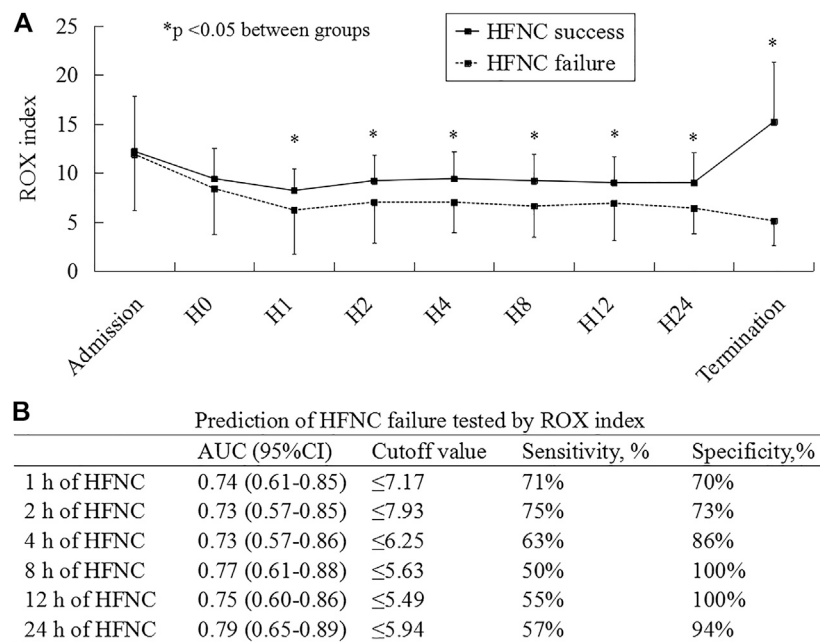 A
*p <0.05 between groups
HFNC success
HFNC failure
ROX index
25
20
15
10
5
0
* * * * * * *
Admission
H0
H1
H2
H4
H8
H12
H24
Termination
B
Prediction of HFNC failure tested by ROX index
AUC (95%CI) Cutoff value Sensitivity, % Specificity,%
1 h of HFNC 0.74 (0.61-0.85) ≤7.17 71% 70%
2 h of HFNC 0.73 (0.57-0.85) ≤7.93 75% 73%
4 h of HFNC 0.73 (0.57-0.86) ≤6.25 63% 86%
8 h of HFNC 0.77 (0.61-0.88) ≤5.63 50% 100%
12 h of HFNC 0.75 (0.60-0.86) ≤5.49 55% 100%
24 h of HFNC 0.79 (0.65-0.89) ≤5.94 57% 94%